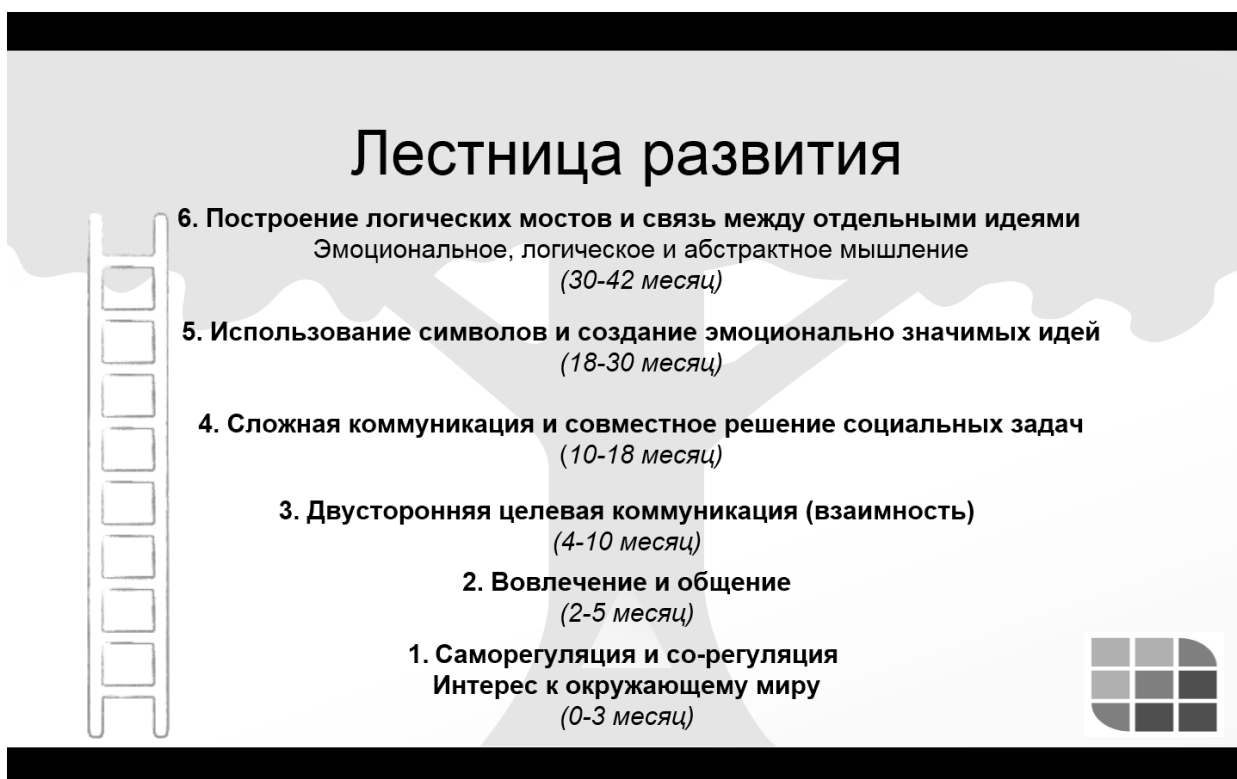 Лестница развития
6. Построение логических мостов и связь между отдельными идеями
Эмоциональное, логическое и абстрактное мышление
(30-42 месяц)
5. Использование символов и создание эмоционально значимых идей
(18-30 месяц)
4. Сложная коммуникация и совместное решение социальных задач
(10-18 месяц)
3. Двусторонняя целевая коммуникация (взаимность)
(4-10 месяц)
2. Вовлечение и общение
(2-5 месяц)
1. Саморегуляция и со-регуляция
Интерес к окружающему миру
(0-3 месяц)